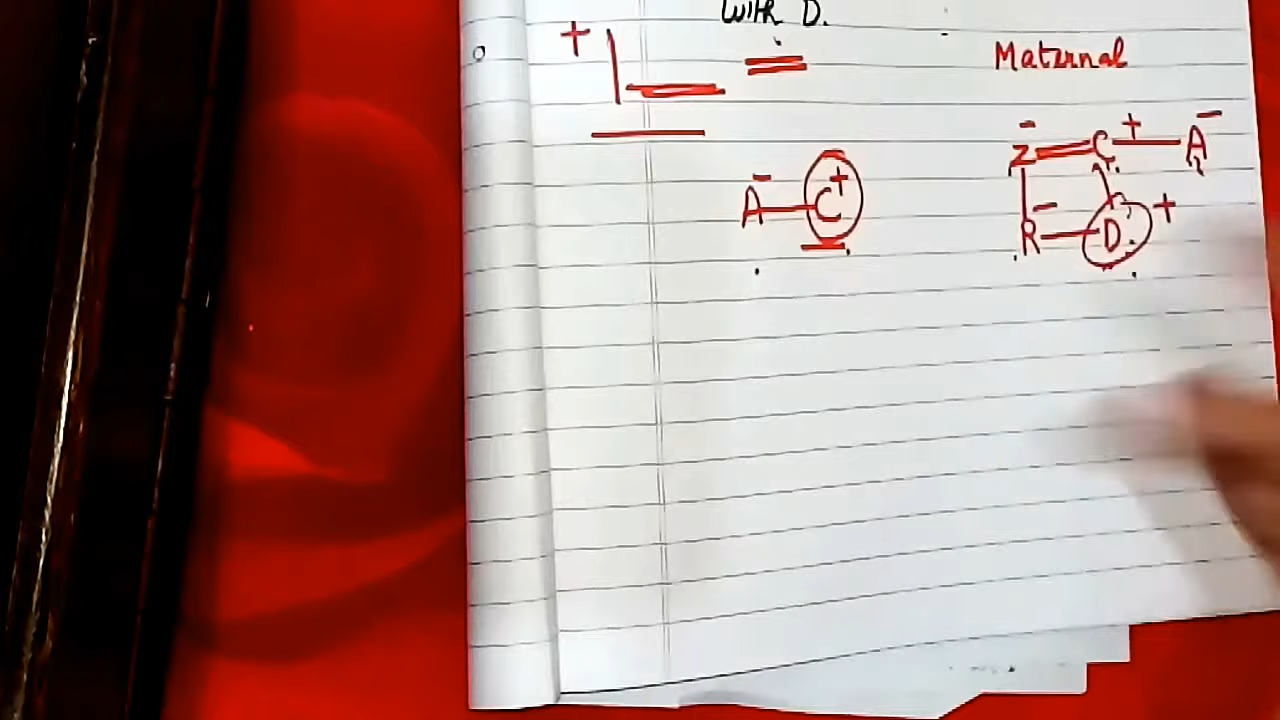 with D.
+
Maternal
- + -
Z = C — A
- +
A — C
- +
R — D